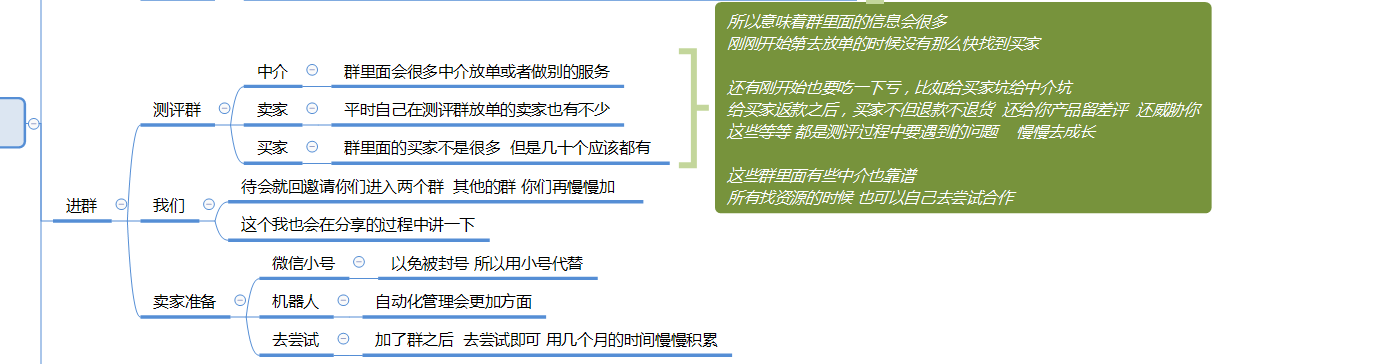 进群
测评群
中介
群里面会很多中介放单或者做别的服务
卖家
平时自己在测评群放单的卖家也有不少
买家
群里面的买家不是很多 但是几十个应该都有
所以意味着群里面的信息会很多
刚刚开始第去放单的时候没有那么快找到买家
还有刚开始也要吃一下亏，比如给买家坑给中介坑
给买家返款之后，买家不但退款不退货 还给你产品留差评 还威胁你
这些等等 都是测评过程中要遇到的问题 慢慢去成长
这些群里面有些中介也靠谱
所有找资源的时候 也可以自己去尝试合作
我们
待会就回邀请你们进入两个群 其他的群 你们再慢慢加
这个我也会在分享的过程中讲一下
卖家准备
微信小号
以免被封号 所以用小号代替
机器人
自动化管理会更加方面
去尝试
加了群之后 去尝试即可 用几个月的时间慢慢积累